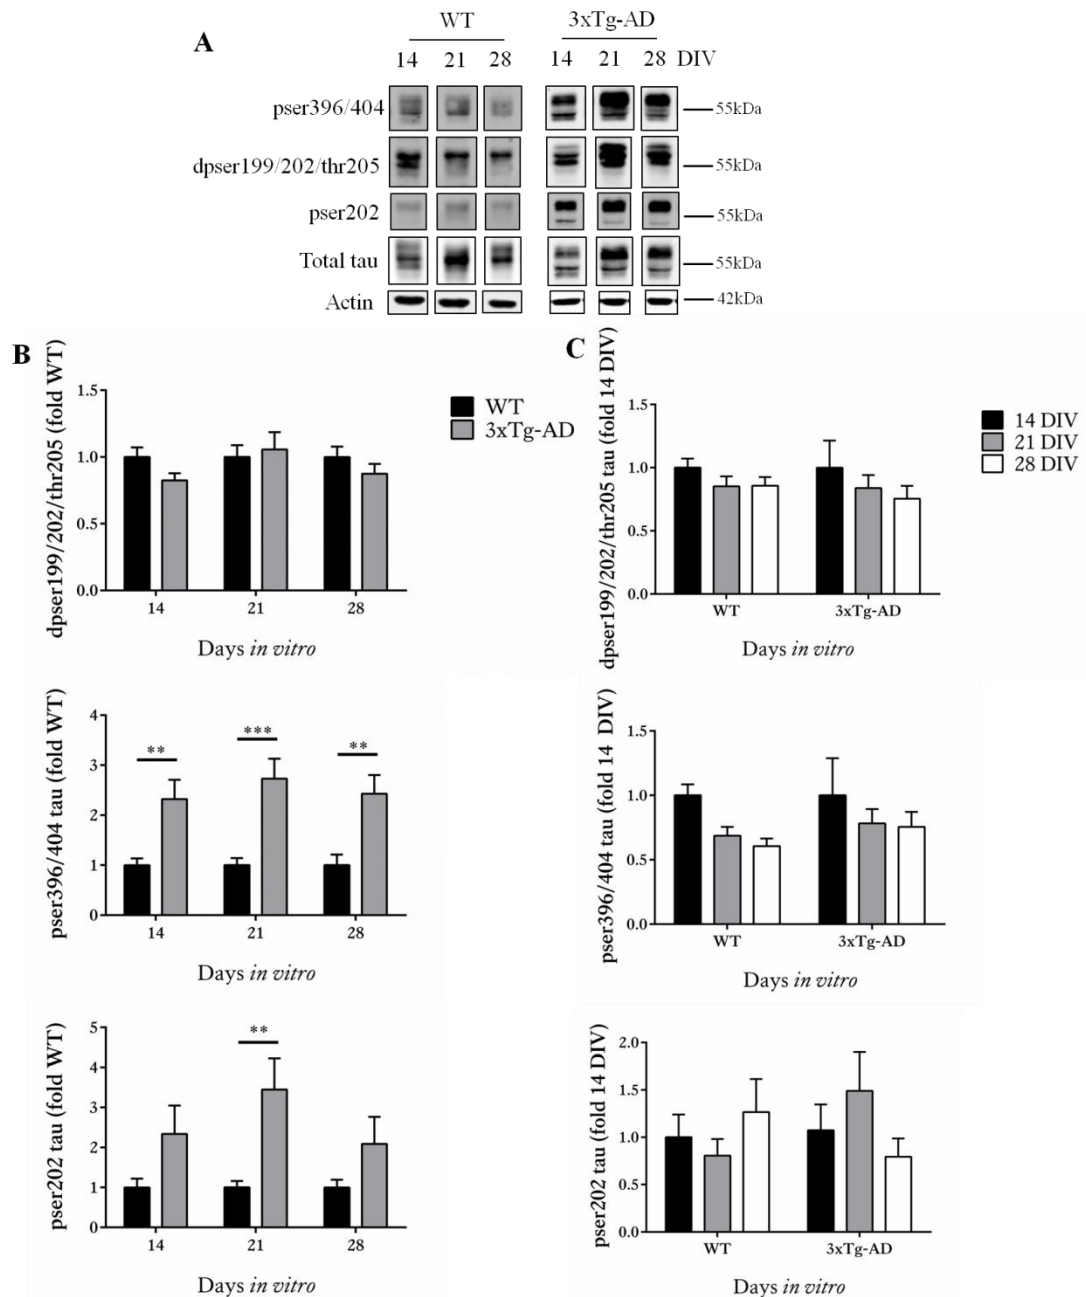 A
WT 3xTg-AD
14 21 28 14 21 28 DIV
pser396/404 55kDa
dpser199/202/thr205 55kDa
pser202 55kDa
Total tau 55kDa
Actin 42kDa
B
dpser199/202/thr205 (fold WT)
1.5
1.0
0.5
0.0
14 21 28
Days in vitro
WT
3xTg-AD
pser396/404 tau (fold WT)
4
3
2
1
0
** *** **
14 21 28
Days in vitro
pser202 tau (fold WT)
5
4
3
2
1
0
**
14 21 28
Days in vitro
C
dpser199/202/thr205 tau (fold 14 DIV)
1.5
1.0
0.5
0.0
WT 3xTg-AD
Days in vitro
14 DIV
21 DIV
28 DIV
pser396/404 tau (fold 14 DIV)
1.5
1.0
0.5
0.0
WT 3xTg-AD
Days in vitro
pser202 tau (fold 14 DIV)
2.0
1.5
1.0
0.5
0.0
WT 3xTg-AD
Days in vitro